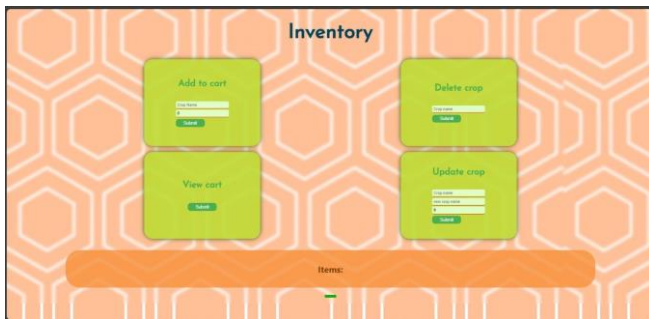 Inventory
Add to cart
Crop Name
0
Submit
Delete crop
Crop name
Submit
View cart
Submit
Update crop
Crop name
new crop name
0
Submit
Items: